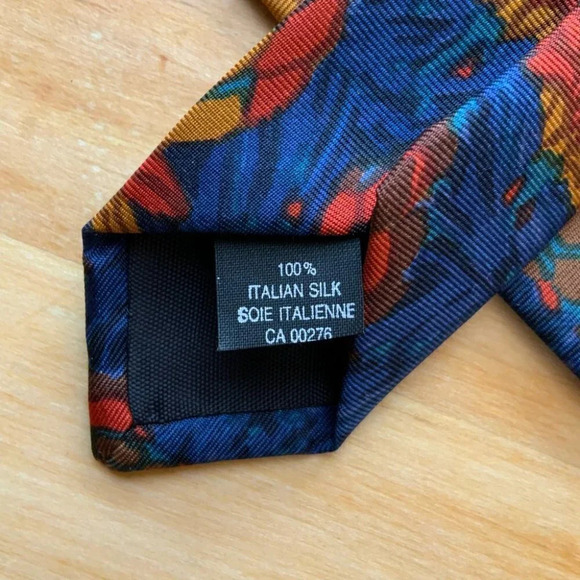 100%
ITALIAN SILK
SOIE ITALIENNE
CA 00276